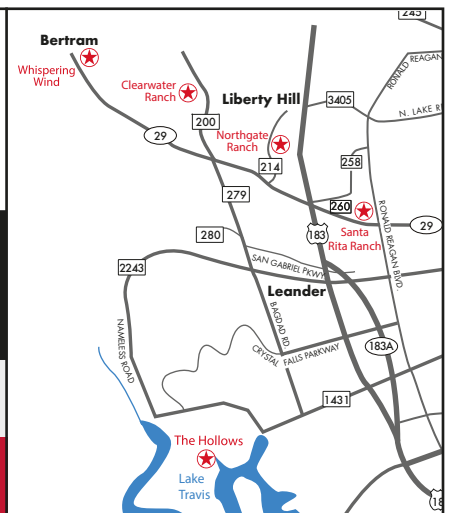 245
Bertram
Whispering
Wind
RONALD REAGAN
Clearwater
Ranch
Liberty Hill
3405
N. LAKE
200
29
Northgate
Ranch
214
258
279
260
RONALD REAGAN BLVD.
29
280
183
Santa
Rita Ranch
2243
SAN GABRIEL PKWY
Leander
NAMELESS ROAD
BAGDAD RD.
CRYSTAL FALLS PARKWAY
183A
1431
The Hollows
Lake
Travis
18